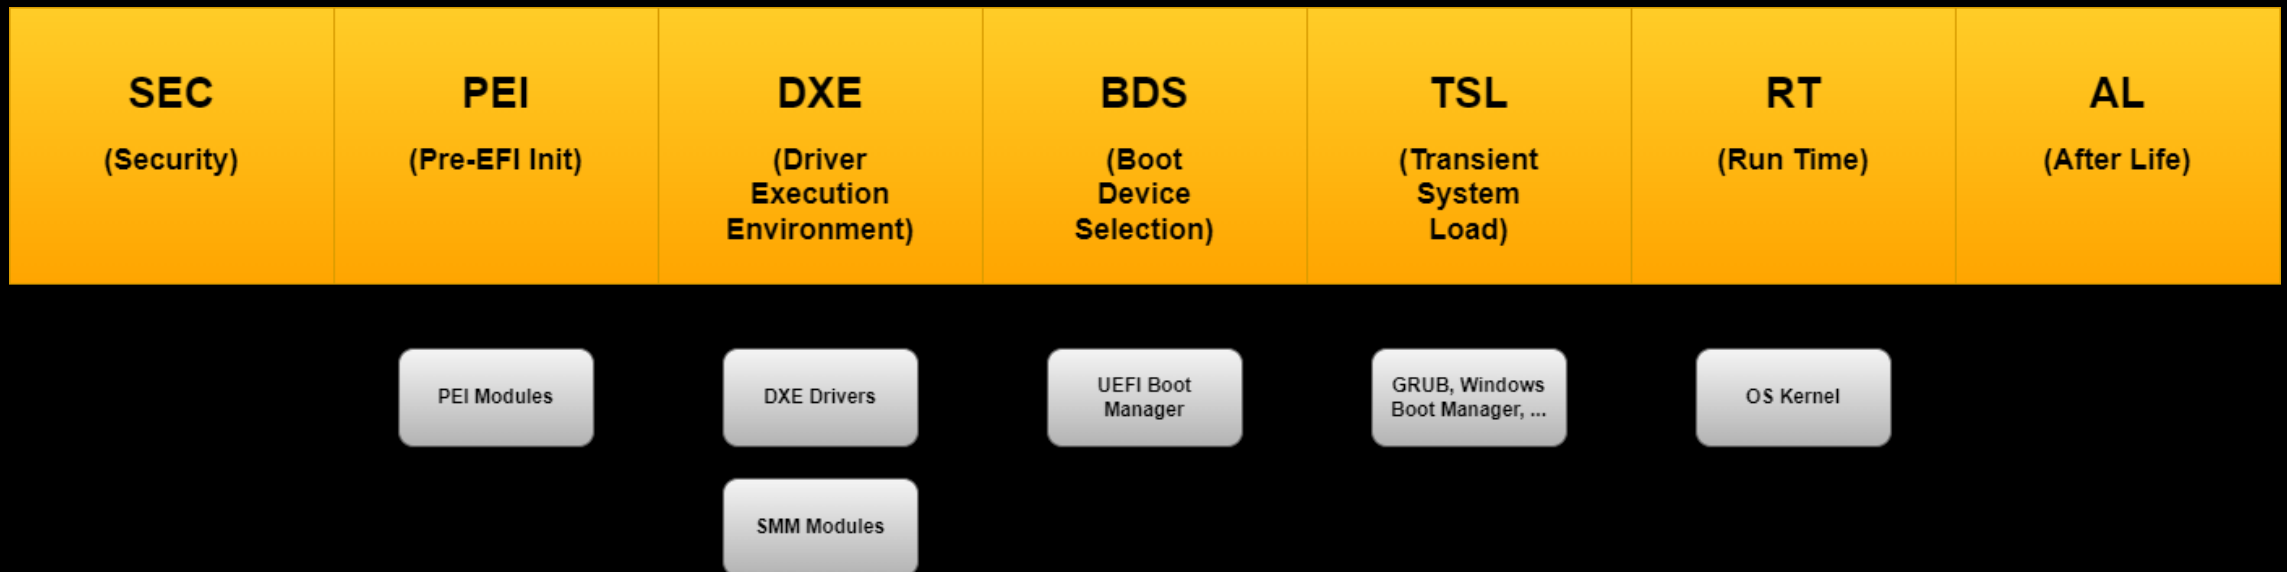 SEC
(Security)
PEI
(Pre-EFI Init)
DXE
(Driver
Execution
Environment)
BDS
(Boot
Device
Selection)
TSL
(Transient
System
Load)
RT
(Run Time)
AL
(After Life)
PEI Modules
DXE Drivers
UEFI Boot
Manager
GRUB, Windows
Boot Manager, ...
OS Kernel
SMM Modules